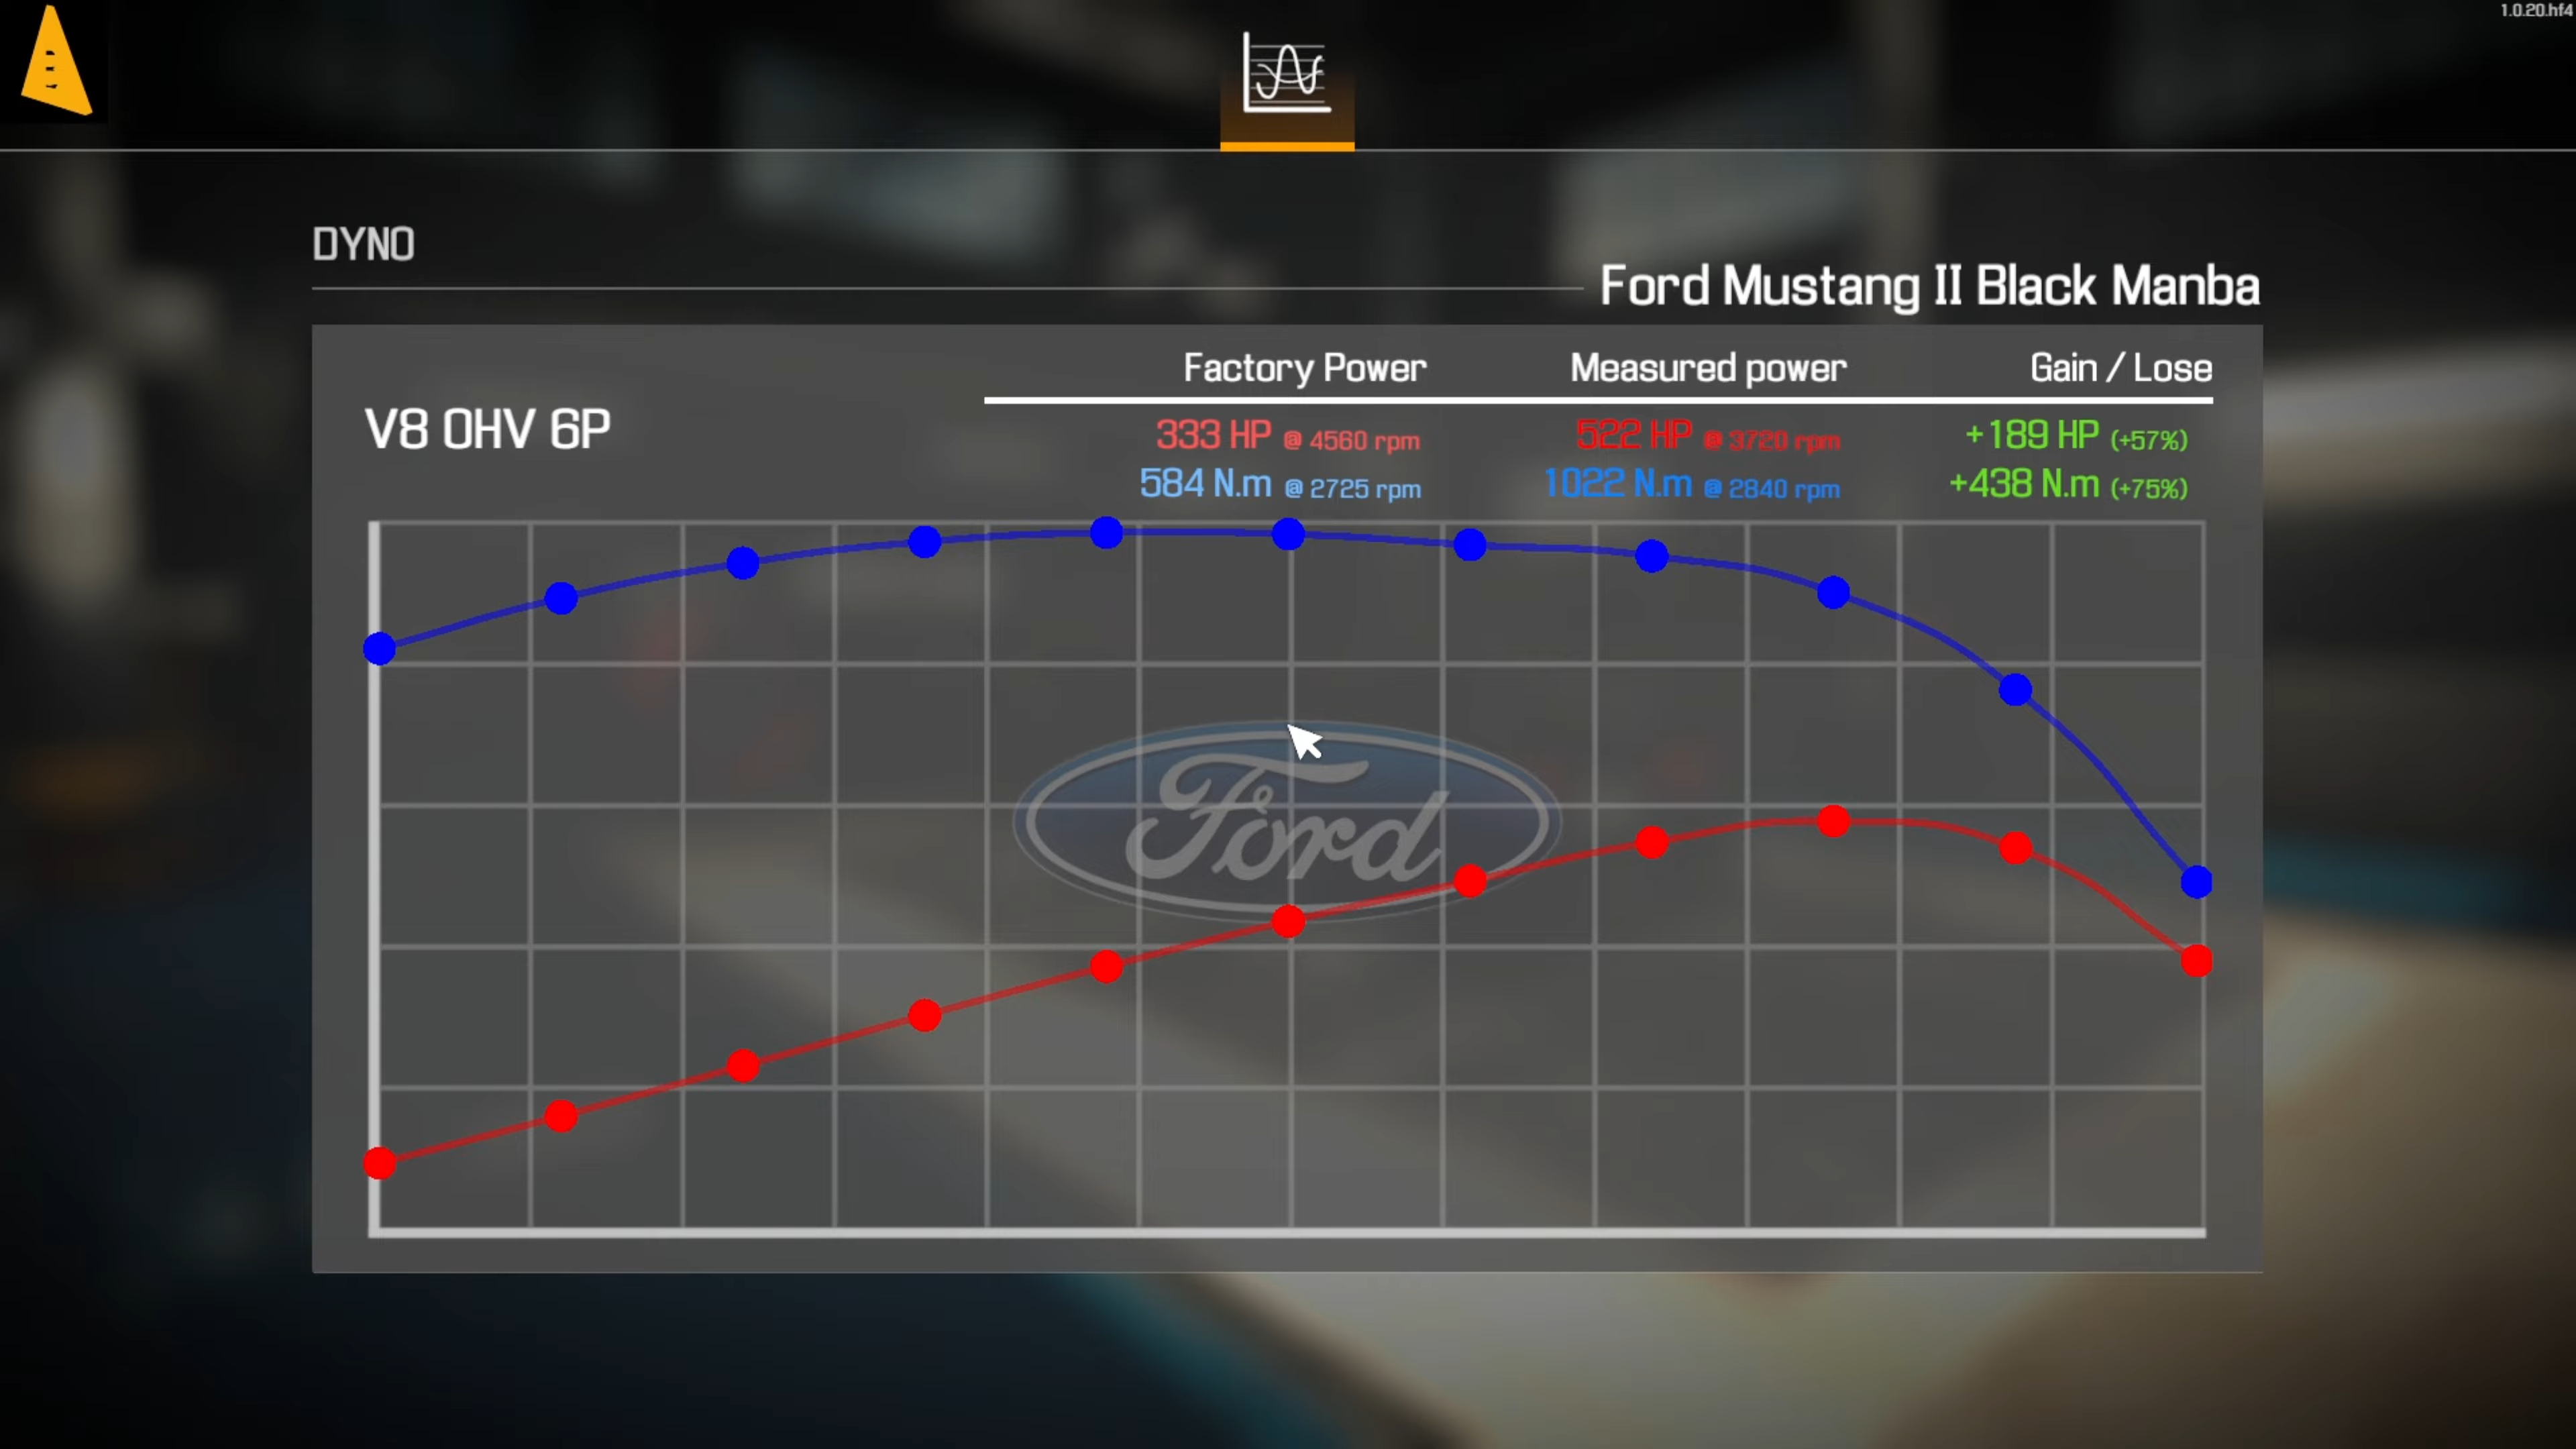 1.0.20.hf4
DYNO
Ford Mustang II Black Manba
Factory Power Measured power Gain / Lose
V8 OHV 6P
333 HP @ 4560 rpm 522 HP @ 3720 rpm +189 HP (+57%)
584 N.m @ 2725 rpm 1022 N.m @ 2840 rpm +438 N.m (+75%)
Ford